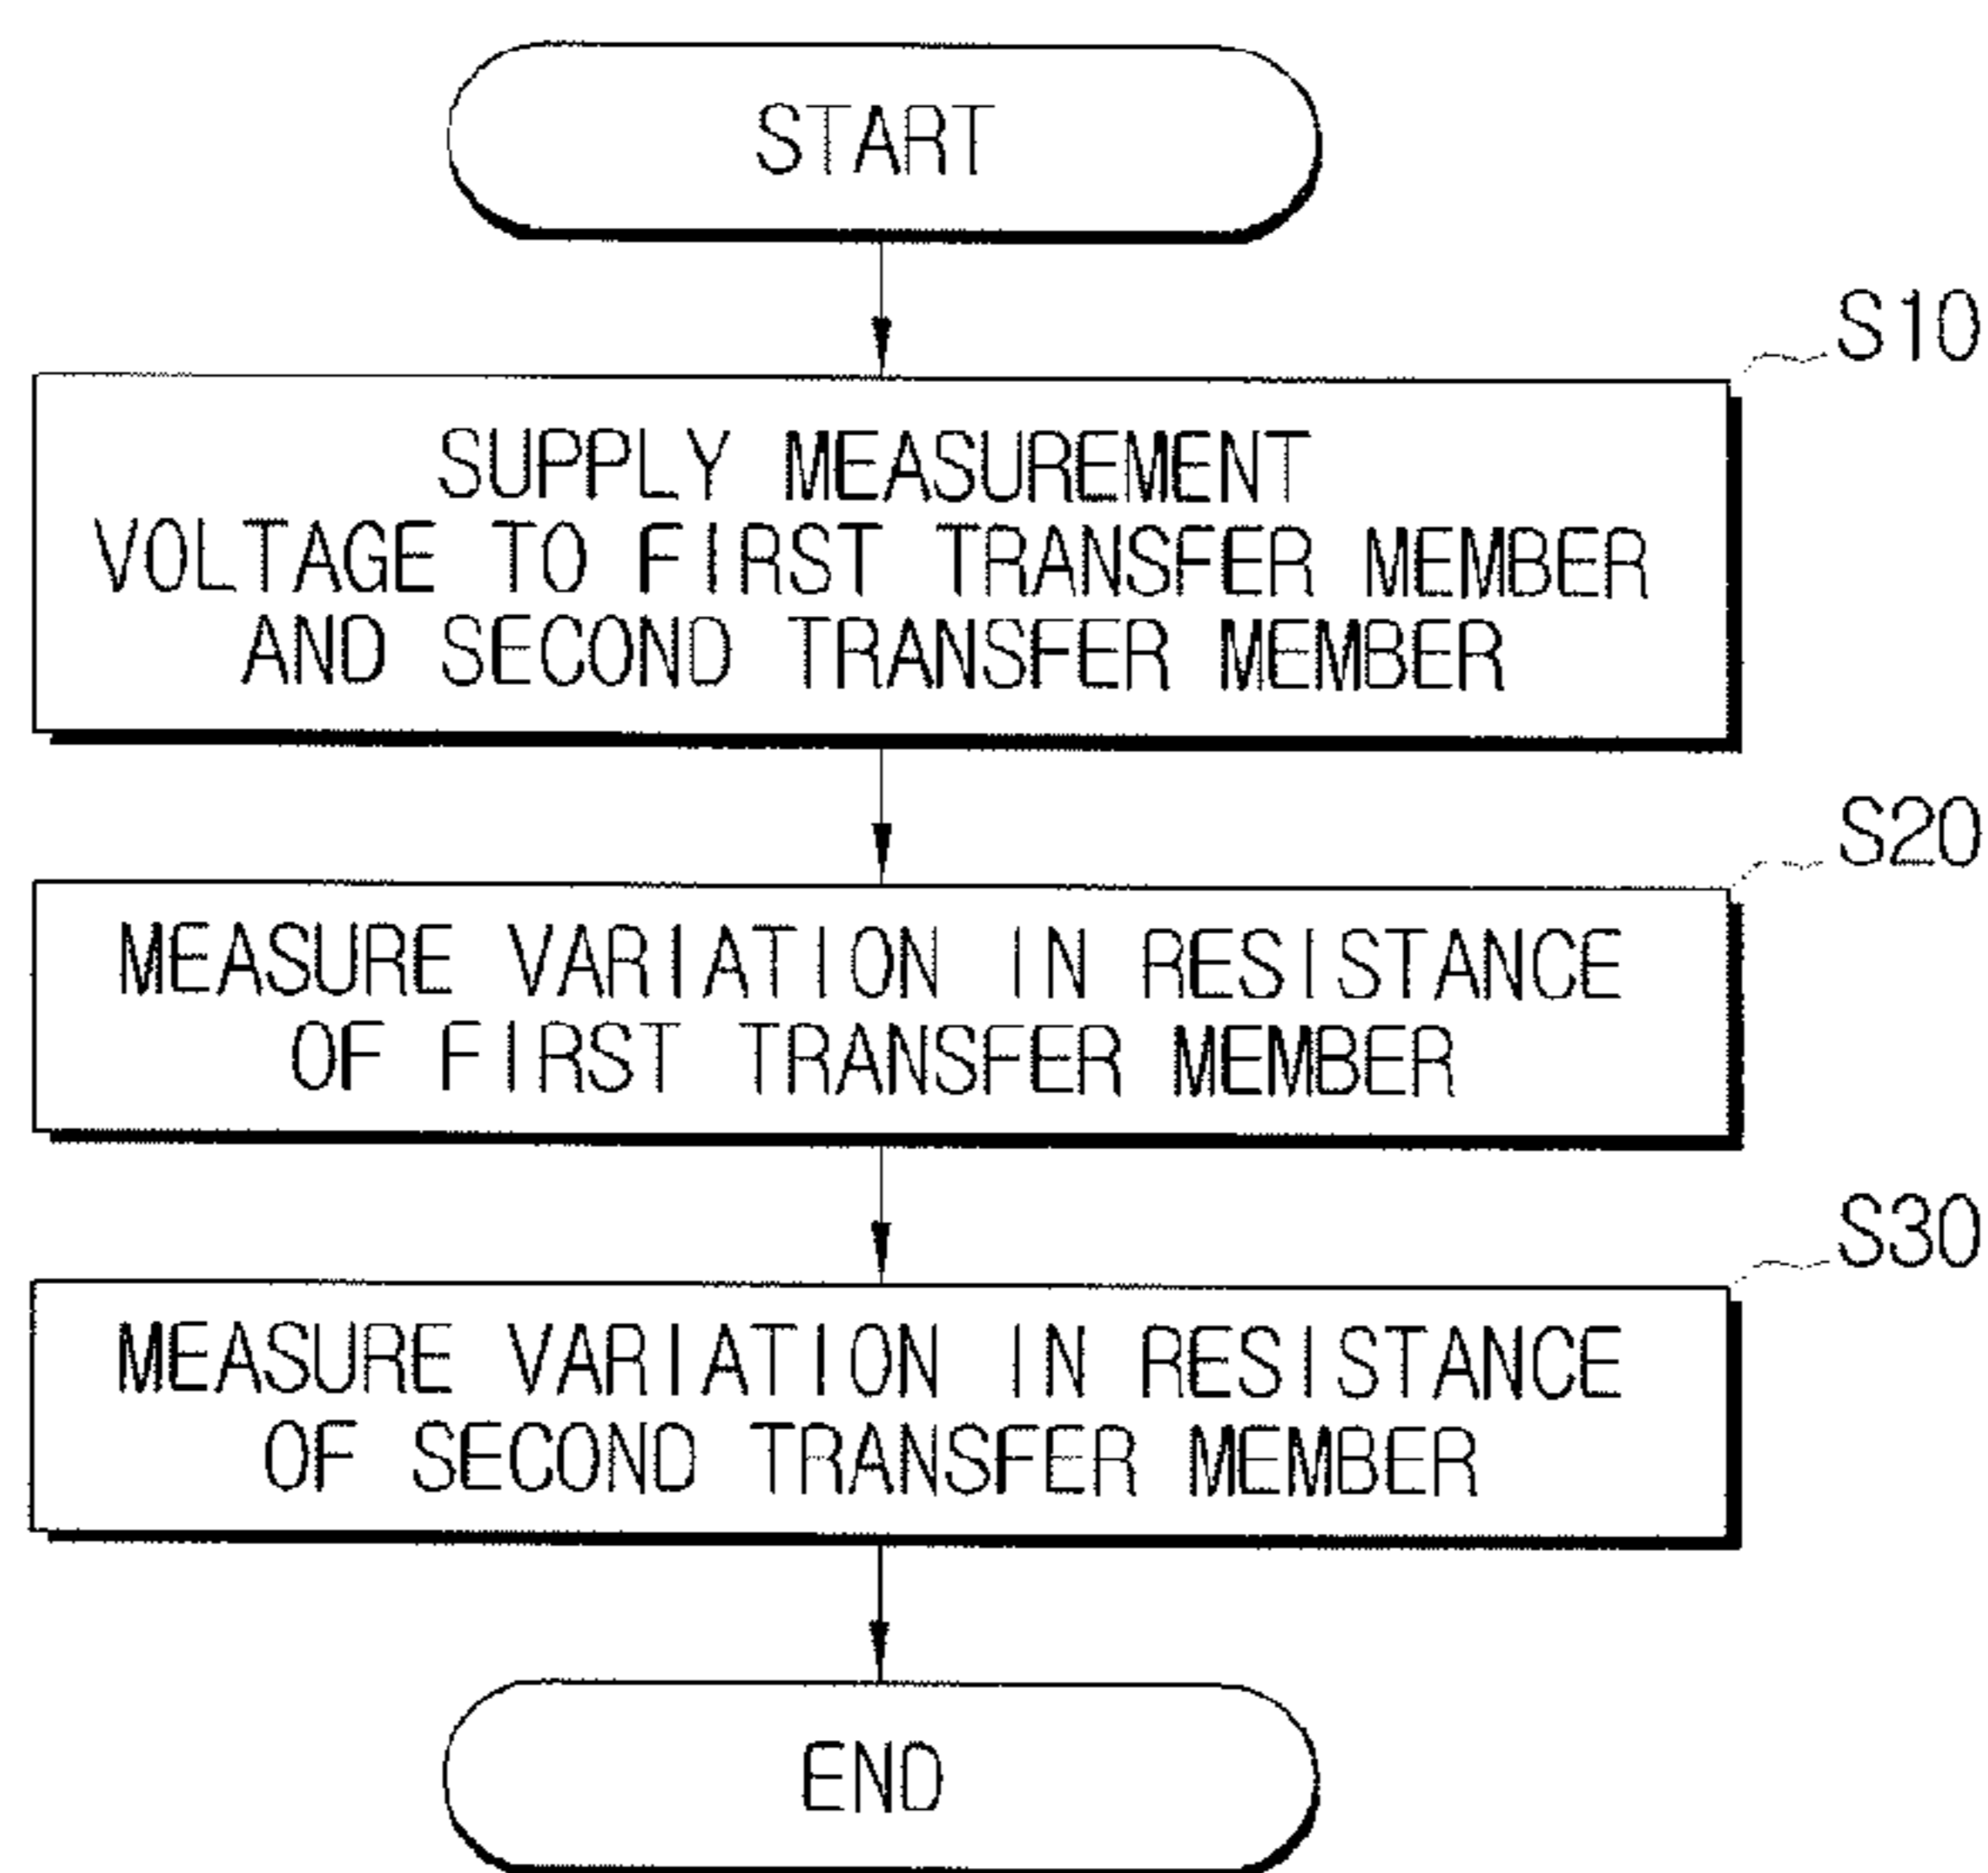 START
S10
SUPPLY MEASUREMENT
VOLTAGE TO FIRST TRANSFER MEMBER
AND SECOND TRANSFER MEMBER
S20
MEASURE VARIATION IN RESISTANCE
OF FIRST TRANSFER MEMBER
S30
MEASURE VARIATION IN RESISTANCE
OF SECOND TRANSFER MEMBER
END